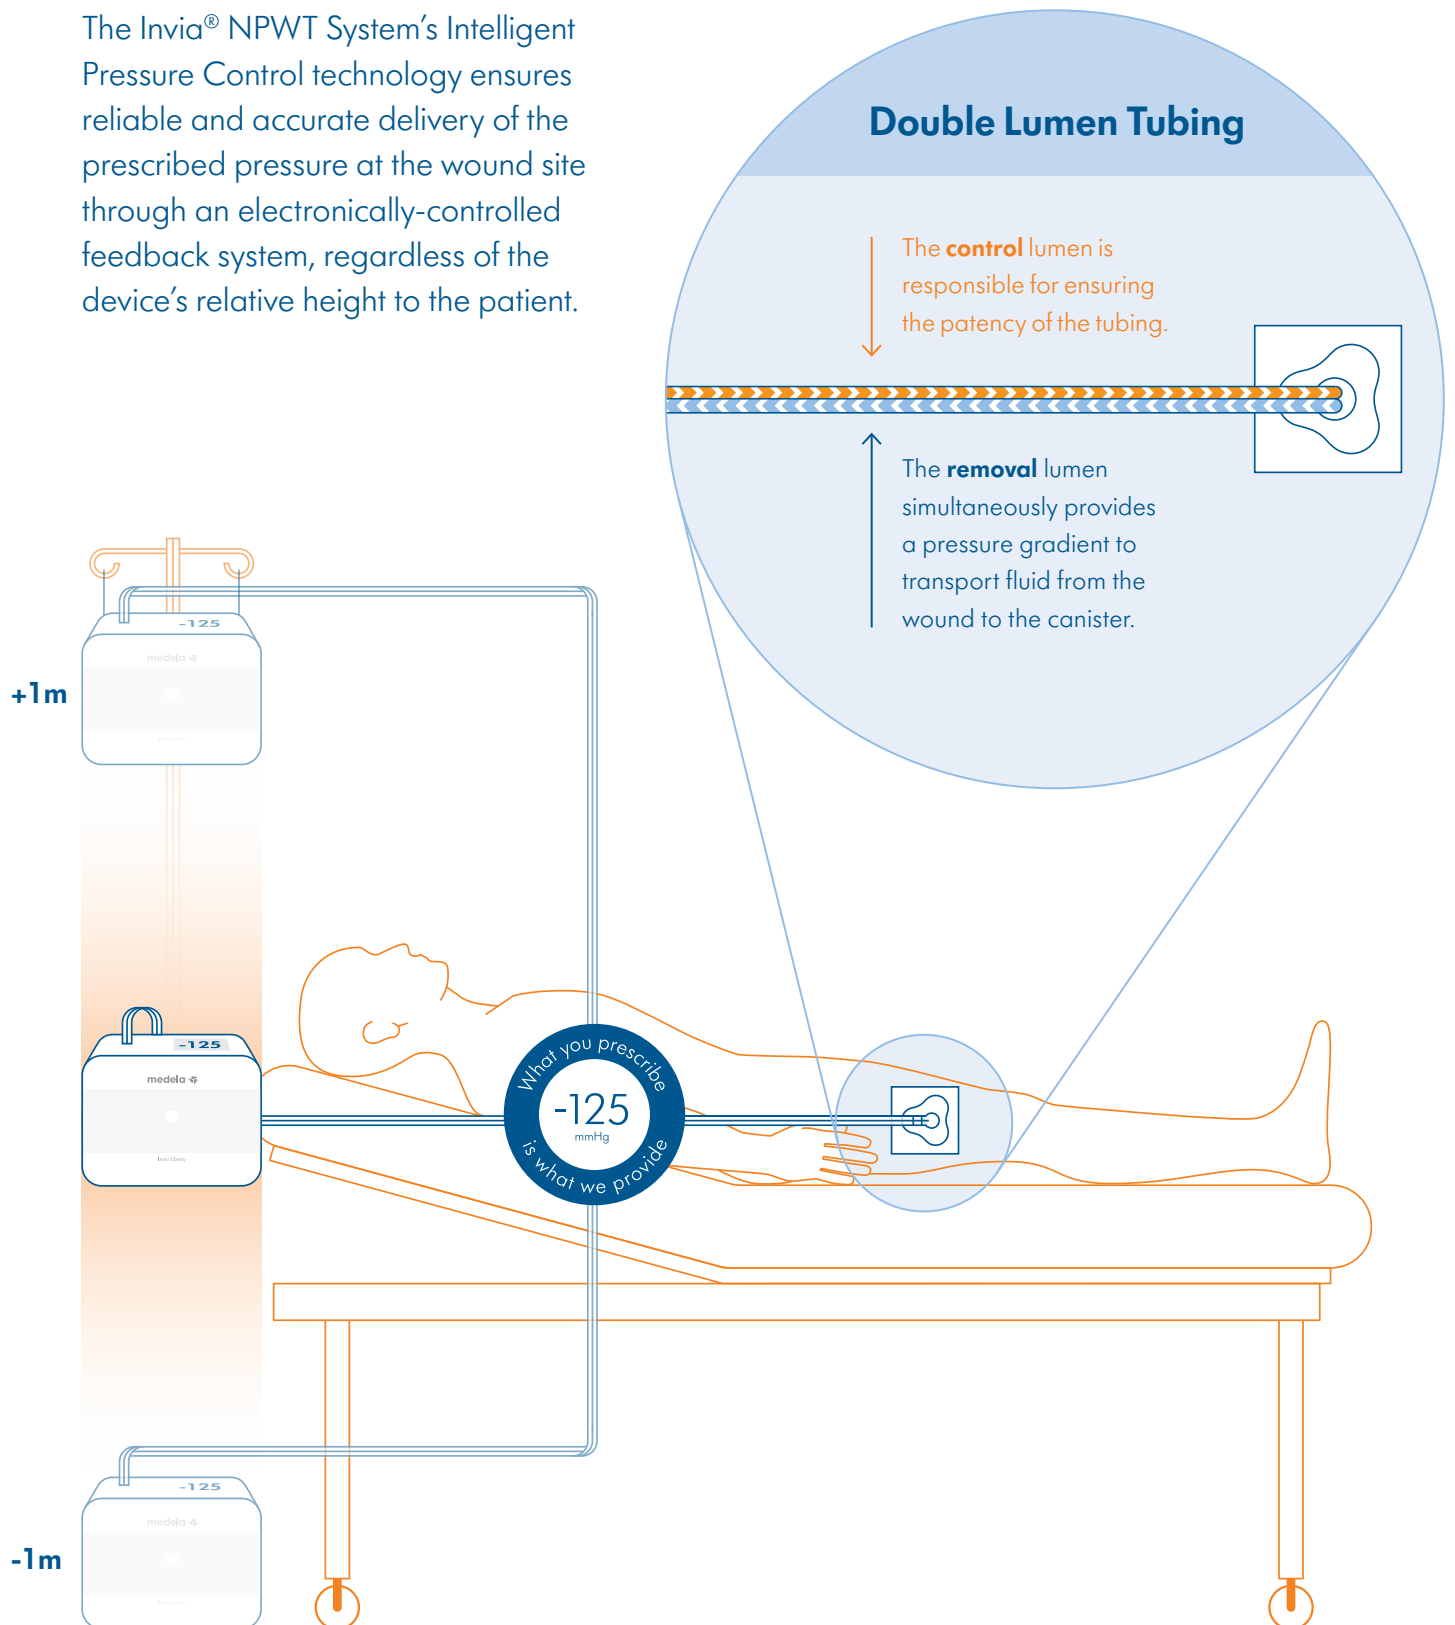 The Invia® NPWT System’s Intelligent
Pressure Control technology ensures
reliable and accurate delivery of the
prescribed pressure at the wound site
through an electronically-controlled
feedback system, regardless of the
device’s relative height to the patient.
Double Lumen Tubing
The control lumen is
responsible for ensuring
the patency of the tubing.
The removal lumen
simultaneously provides
a pressure gradient to
transport fluid from the
wound to the canister.
-125
medela
+1m
-125
medela
Invia Liberty
What you prescribe
-125
mmHg
is what we provide
-125
medela
-1m